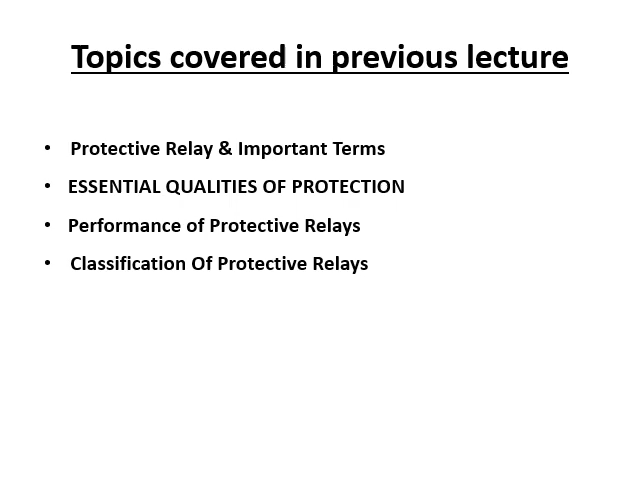 Topics covered in previous lecture
• Protective Relay & Important Terms
• ESSENTIAL QUALITIES OF PROTECTION
• Performance of Protective Relays
• Classification Of Protective Relays